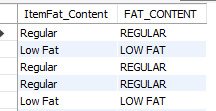 ItemFat_Content FAT_CONTENT
Regular REGULAR
Low Fat LOW FAT
Regular REGULAR
Regular REGULAR
Low Fat LOW FAT